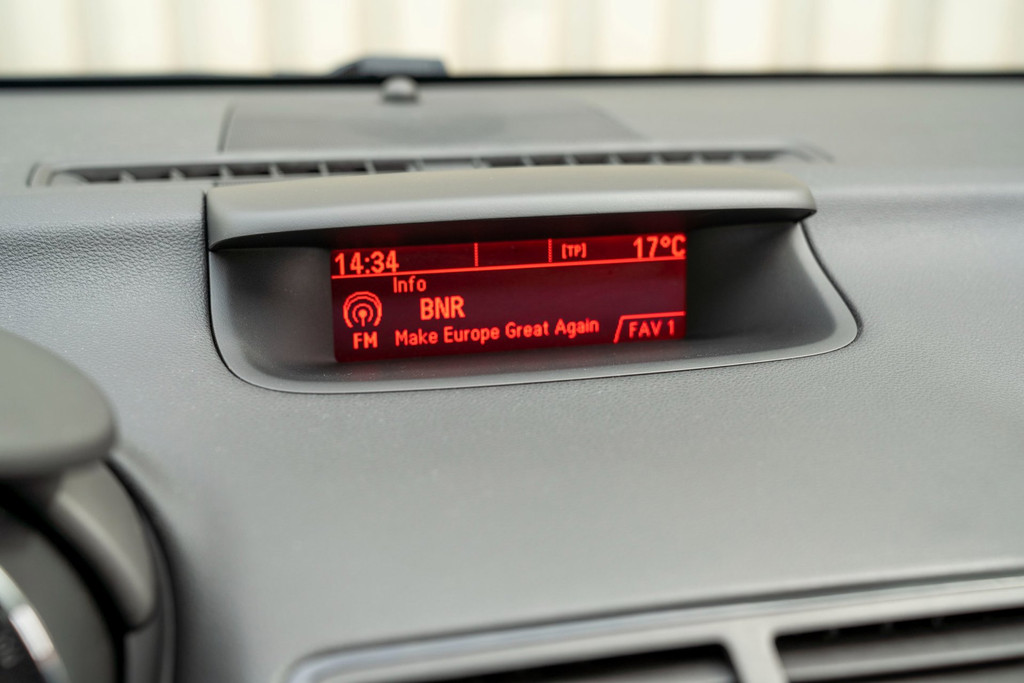 14:34 [TP] 17°C
Info
BNR
FM Make Europe Great Again FAV 1